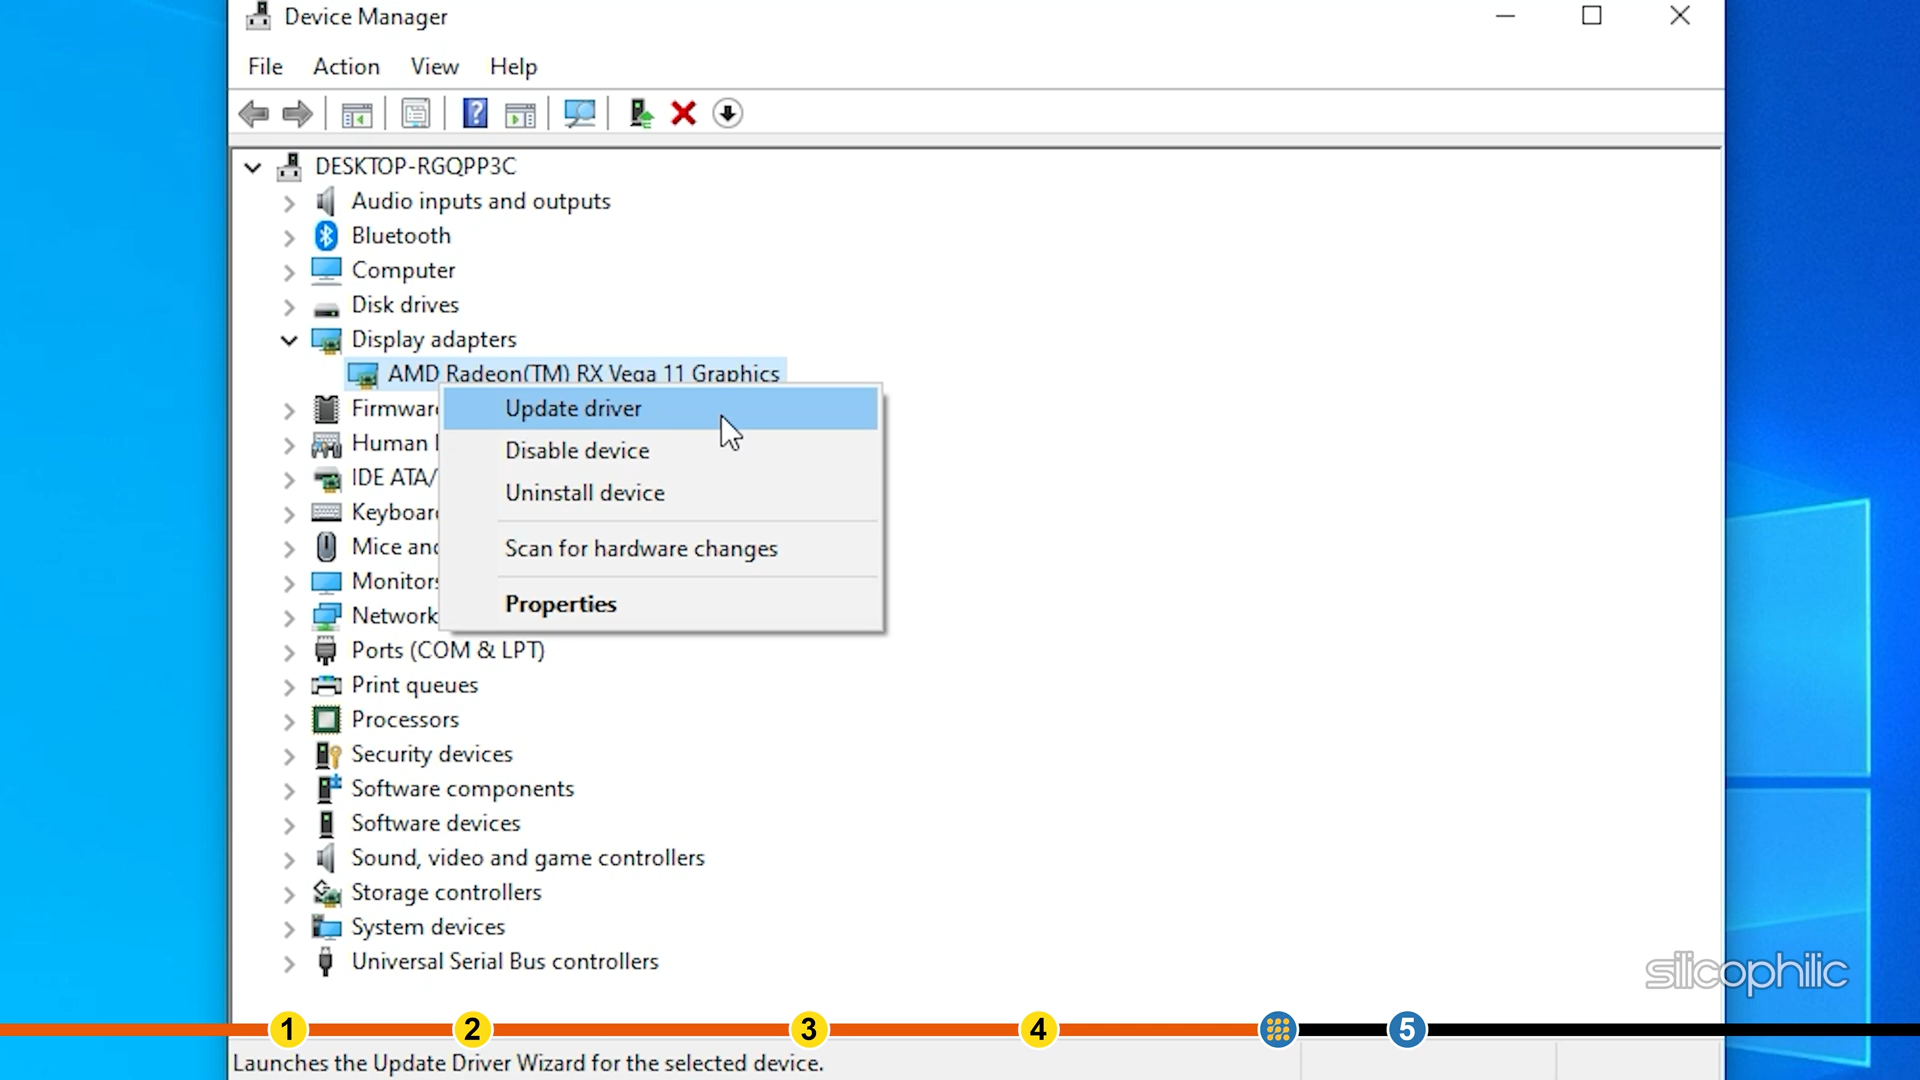 Device Manager
File Action View Help
DESKTOP-RGQPP3C
Audio inputs and outputs
Bluetooth
Computer
Disk drives
Display adapters
AMD Radeon(TM) RX Vega 11 Graphics
Firmware
Update driver
Human I
Disable device
IDE ATA/
Uninstall device
Keyboar
Mice and
Scan for hardware changes
Monitors
Properties
Network
Ports (COM & LPT)
Print queues
Processors
Security devices
Software components
Software devices
Sound, video and game controllers
Storage controllers
System devices
Universal Serial Bus controllers
silicophilic
1 2 3 4 5
Launches the Update Driver Wizard for the selected device.